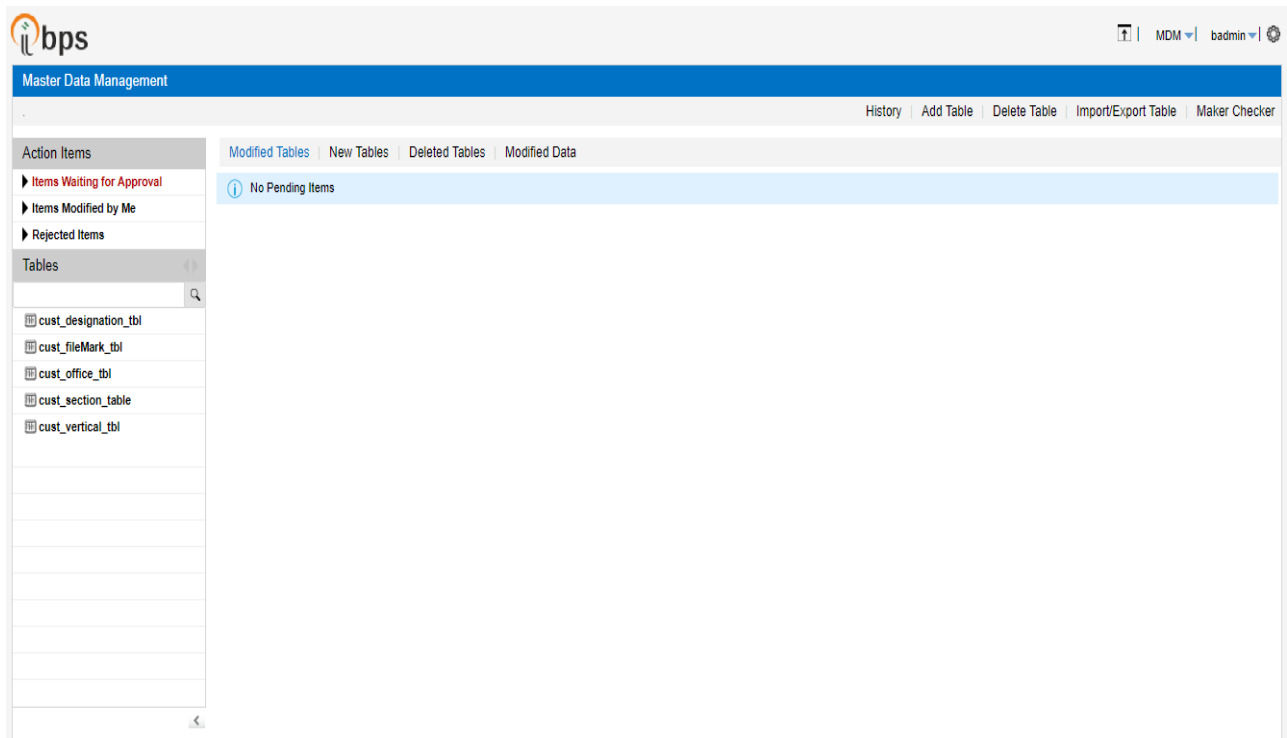 ibps
MDM badmin
Master Data Management
History Add Table Delete Table Import/Export Table Maker Checker
Action Items
Items Waiting for Approval
Items Modified by Me
Rejected Items
Tables
cust_designation_tbl
cust_fileMark_tbl
cust_office_tbl
cust_section_table
cust_vertical_tbl
Modified Tables New Tables Deleted Tables Modified Data
No Pending Items